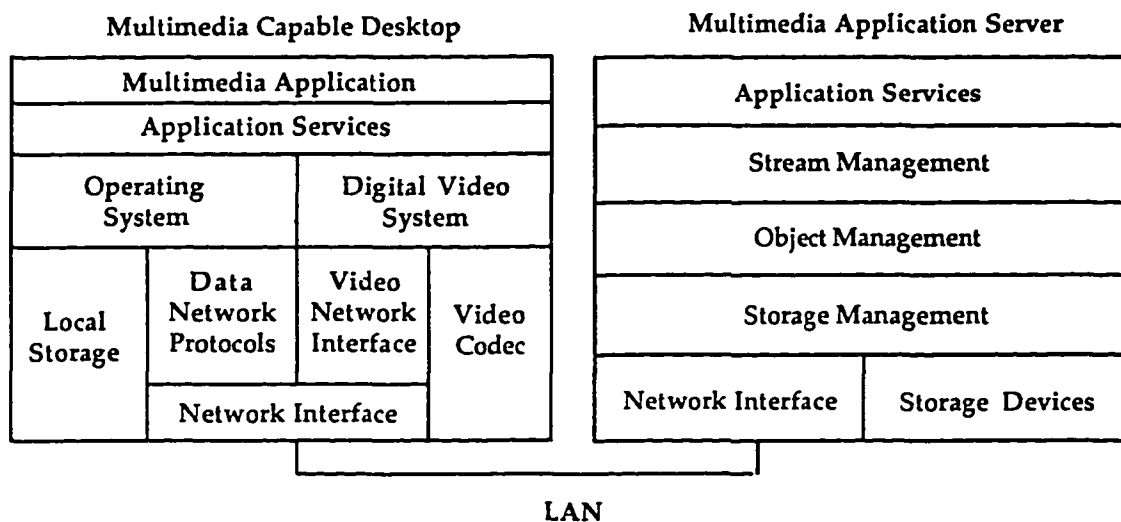 Multimedia Capable Desktop
Multimedia Application
Application Services
Operating
System
Digital Video
System
Local
Storage
Data
Network
Protocols
Video
Network
Interface
Video
Codec
Network Interface
Multimedia Application Server
Application Services
Stream Management
Object Management
Storage Management
Network Interface
Storage Devices
LAN